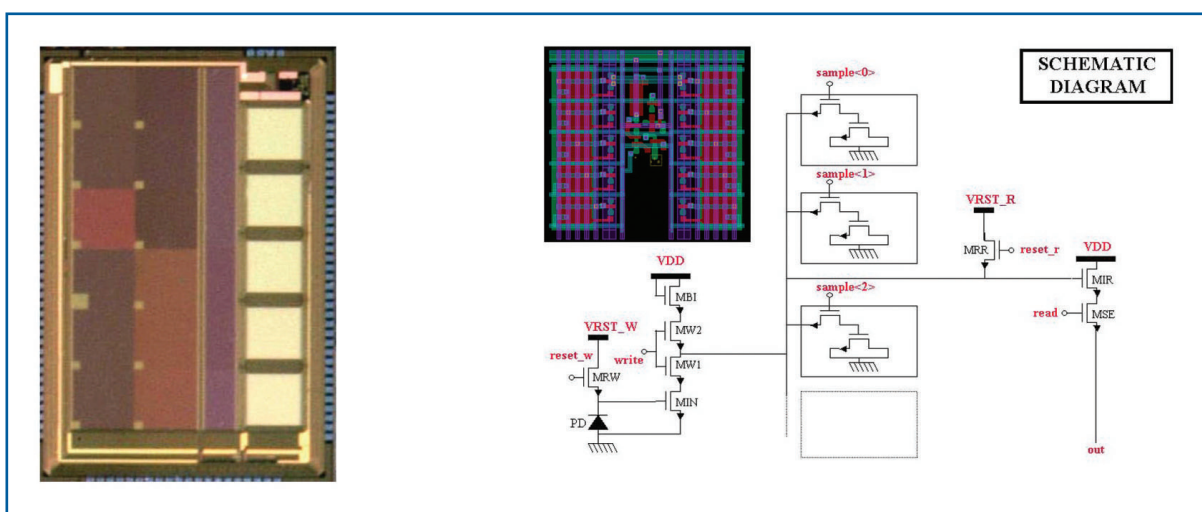 SCHEMATIC
DIAGRAM
sample<0>
sample<1>
VRST_R
MRR
reset_r
VDD
MIR
VDD
MBI
sample<2>
read
MSE
VRST_W
MW2
reset_w
write
MW1
MRW
MIN
PD
out